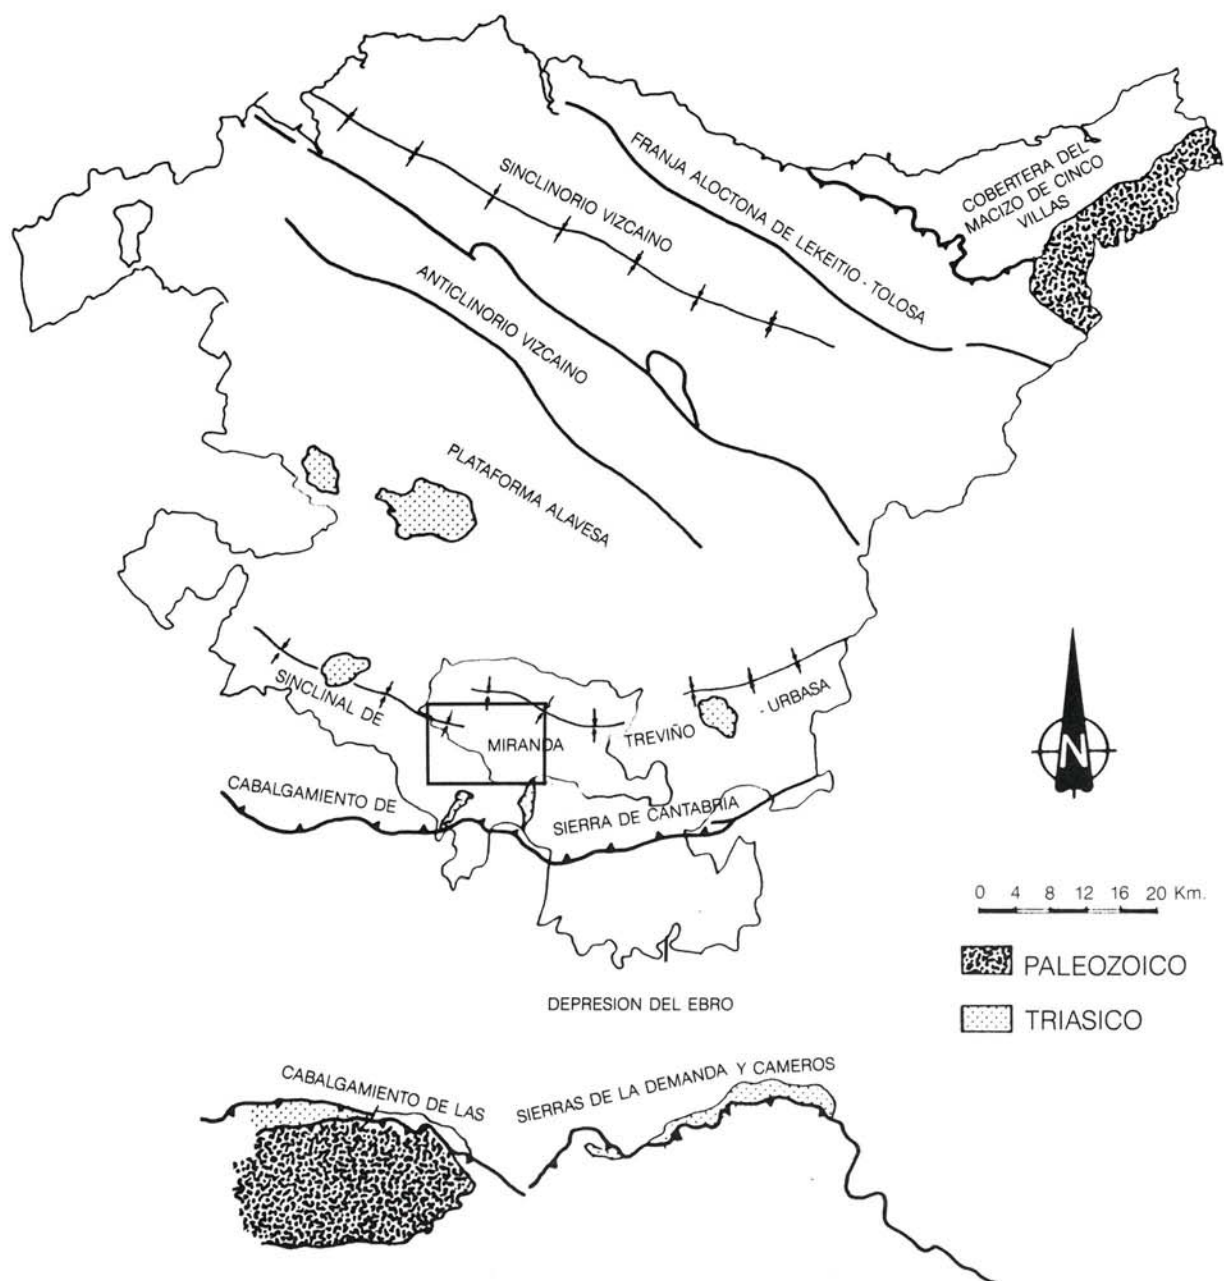 FRANJA ALOCTONA DE LEKEITIO - TOLOSA
COBERTERA DEL
MACIZO DE CINCO
VILLAS
SINCLINORIO VIZCAINO
ANTICLINORIO VIZCAINO
PLATAFORMA ALAVESA
SINCLINAL DE
MIRANDA
TREVIÑO
- URBASA
CABALGAMIENTO DE
SIERRA DE CANTABRIA
N
0 4 8 12 16 20 Km.
PALEOZOICO
TRIASICO
DEPRESION DEL EBRO
CABALGAMIENTO DE LAS
SIERRAS DE LA DEMANDA Y CAMEROS